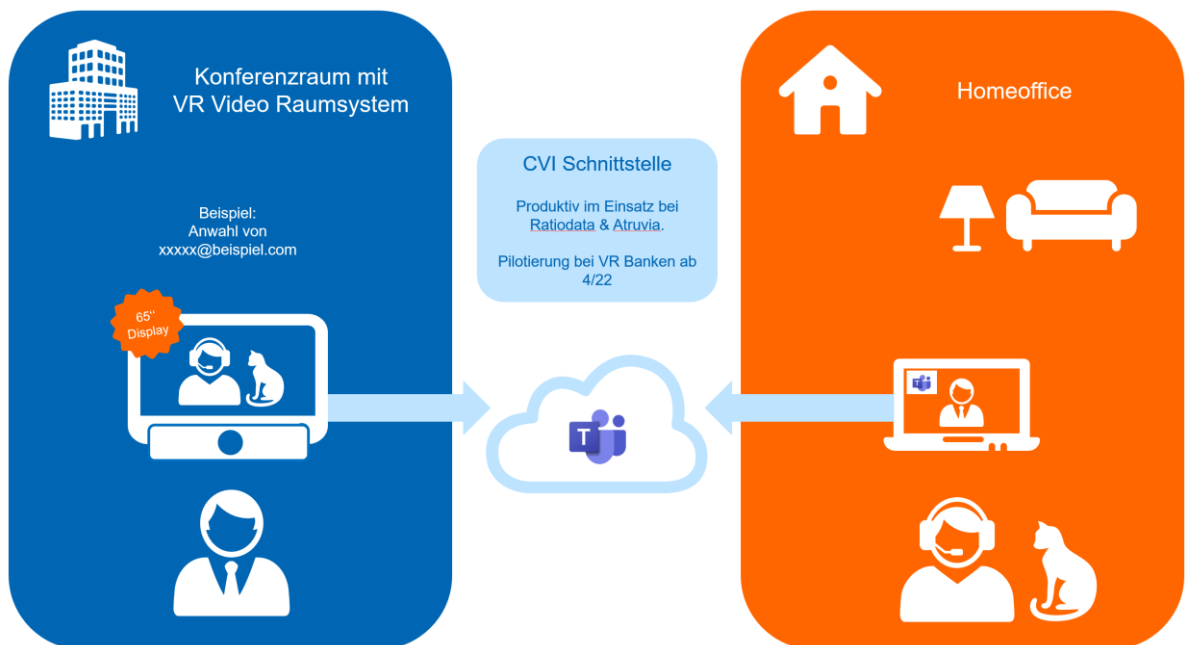 Konferenzraum mit
VR Video Raumsystem
Beispiel:
Anwahl von
xxxxx@beispiel.com
65“
Display
CVI Schnittstelle
Produktiv im Einsatz bei
Ratiodata & Atruvia.
Pilotierung bei VR Banken ab
4/22
T
Homeoffice
T